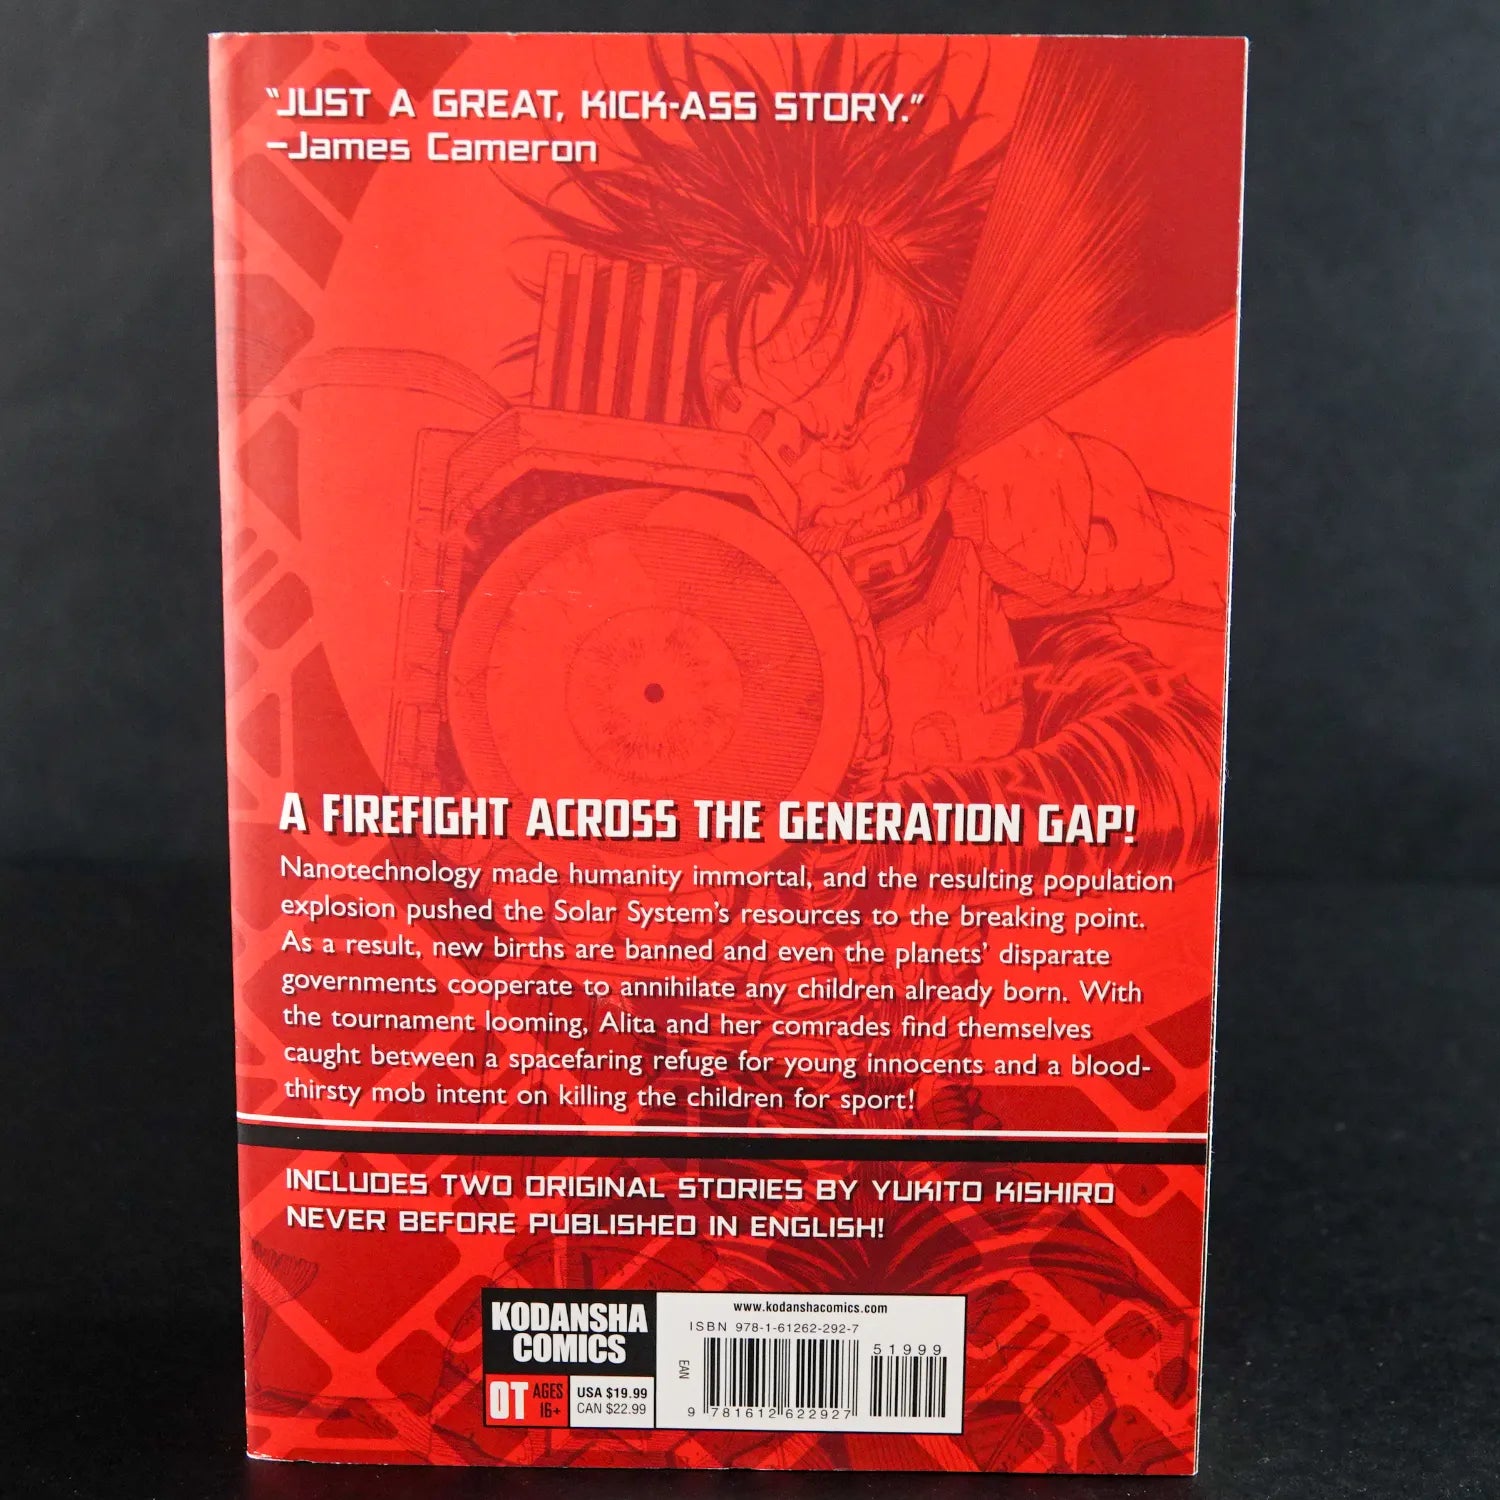 “JUST A GREAT, KICK-ASS STORY.”
–James Cameron
A FIREFIGHT ACROSS THE GENERATION GAP!
Nanotechnology made humanity immortal, and the resulting population
explosion pushed the Solar System’s resources to the breaking point.
As a result, new births are banned and even the planets’ disparate
governments cooperate to annihilate any children already born. With
the tournament looming, Alita and her comrades find themselves
caught between a spacefaring refuge for young innocents and a blood-
thirsty mob intent on killing the children for sport!
INCLUDES TWO ORIGINAL STORIES BY YUKITO KISHIRO
NEVER BEFORE PUBLISHED IN ENGLISH!
KODANSHA
COMICS
OT AGES
16+
USA $19.99
CAN $22.99
www.kodanshacomics.com
ISBN 978-1-61262-292-7
51999
EAN
9 781612 622927